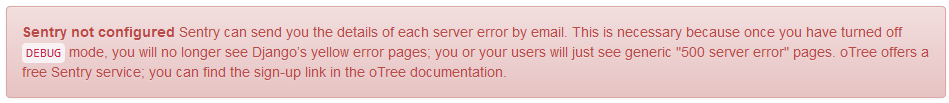 Sentry not configured Sentry can send you the details of each server error by email. This is necessary because once you have turned off
DEBUG mode, you will no longer see Django's yellow error pages; you or your users will just see generic "500 server error" pages. oTree offers a
free Sentry service; you can find the sign-up link in the oTree documentation.